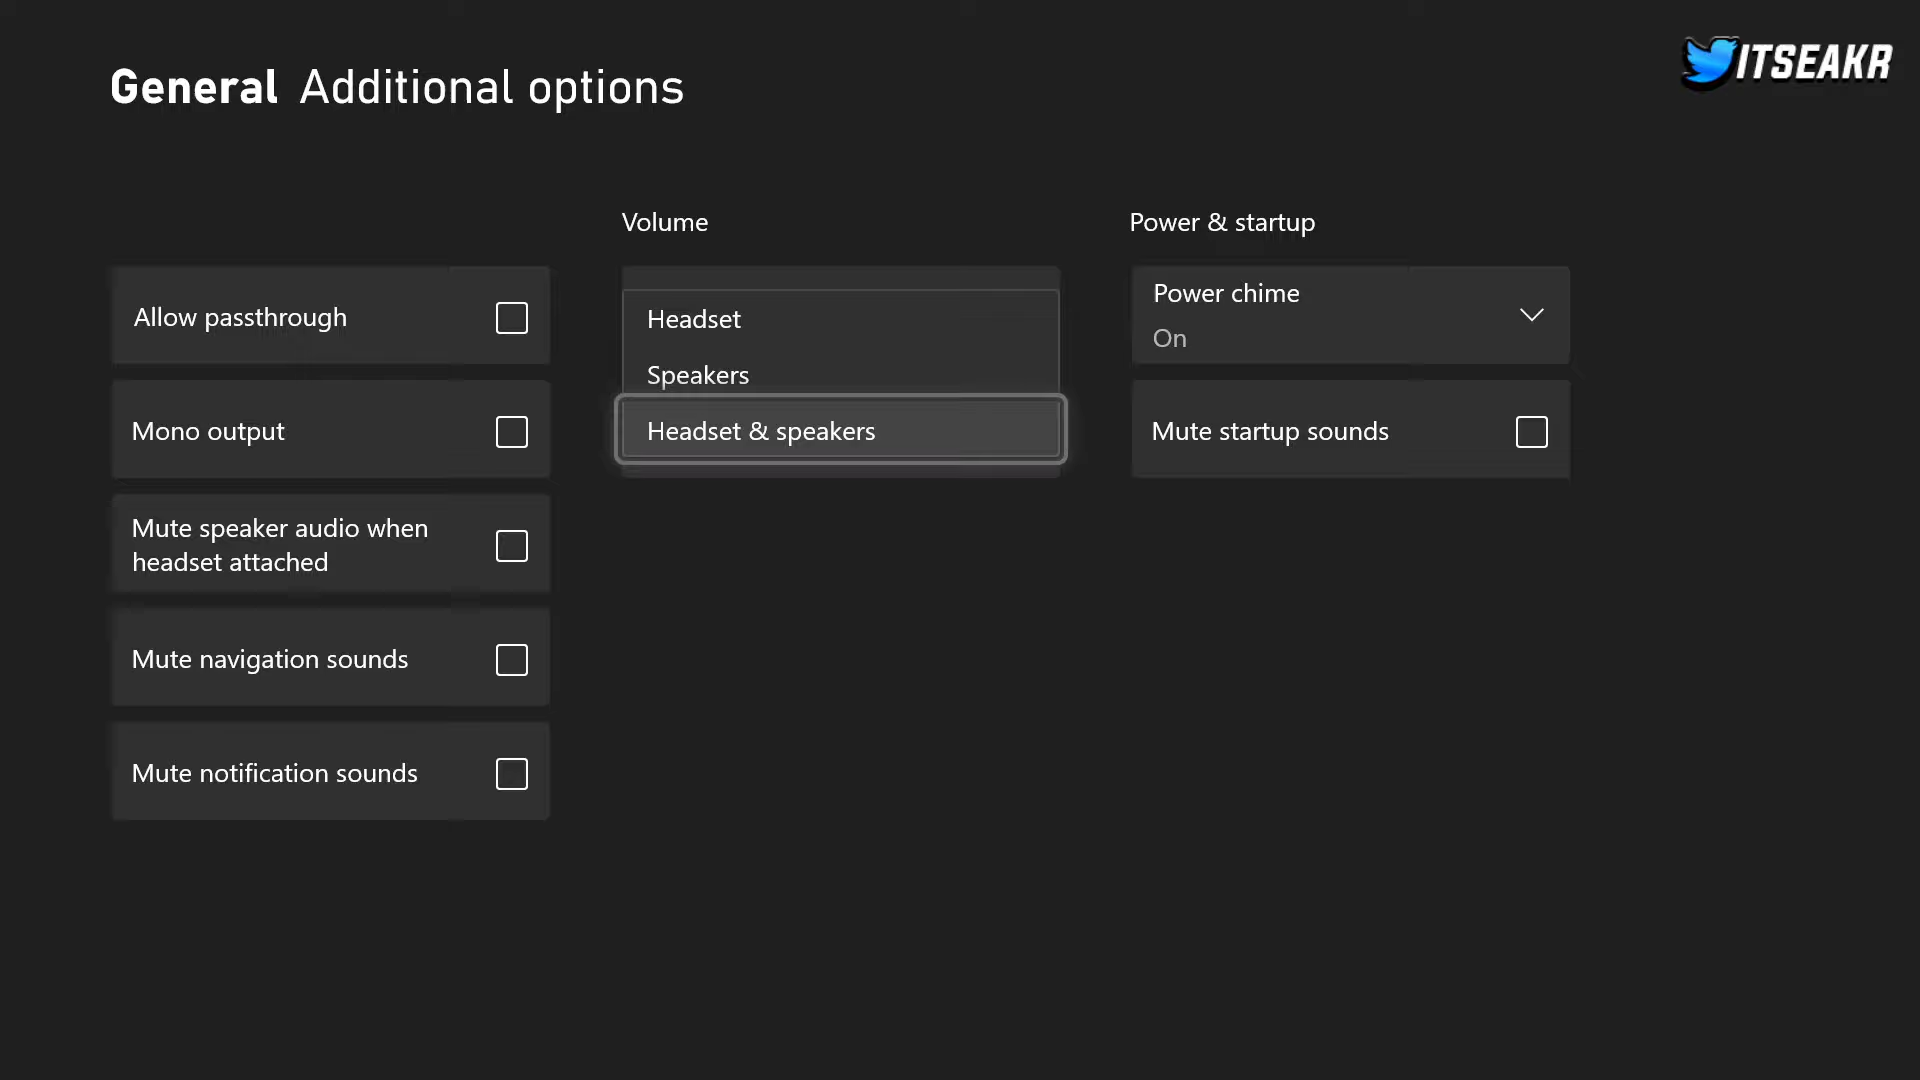 General Additional options
ITSEAKR
Allow passthrough
Mono output
Mute speaker audio when
headset attached
Mute navigation sounds
Mute notification sounds
Volume
Headset
Speakers
Headset & speakers
Power & startup
Power chime
On
Mute startup sounds